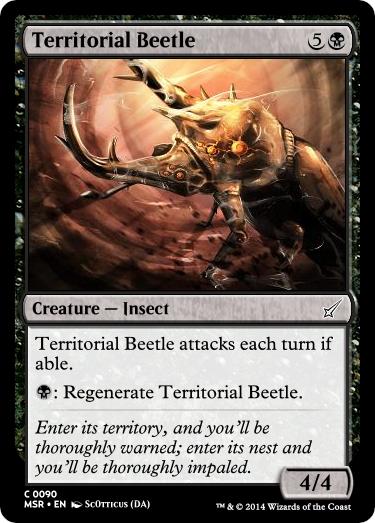 Territorial Beetle 5
Creature — Insect
Territorial Beetle attacks each turn if
able.
: Regenerate Territorial Beetle.
Enter its territory, and you'll be
thoroughly warned; enter its nest and
you'll be thoroughly impaled.
4/4
C 0090
MSR • EN Sc0tticus (DA)
™ & © 2014 Wizards of the Coast